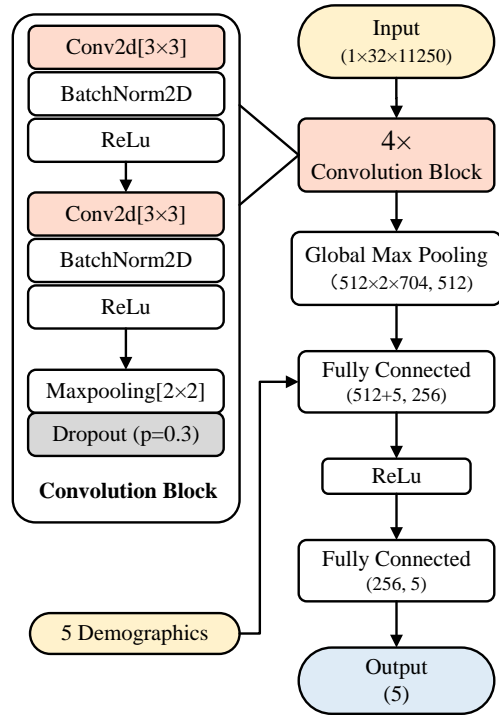 Conv2d[3×3]
BatchNorm2D
ReLu
Conv2d[3×3]
BatchNorm2D
ReLu
Maxpooling[2×2]
Dropout (p=0.3)
Convolution Block
5 Demographics
Input
(1×32×11250)
4×
Convolution Block
Global Max Pooling
（512×2×704, 512)
Fully Connected
(512+5, 256)
ReLu
Fully Connected
(256, 5)
Output
(5)